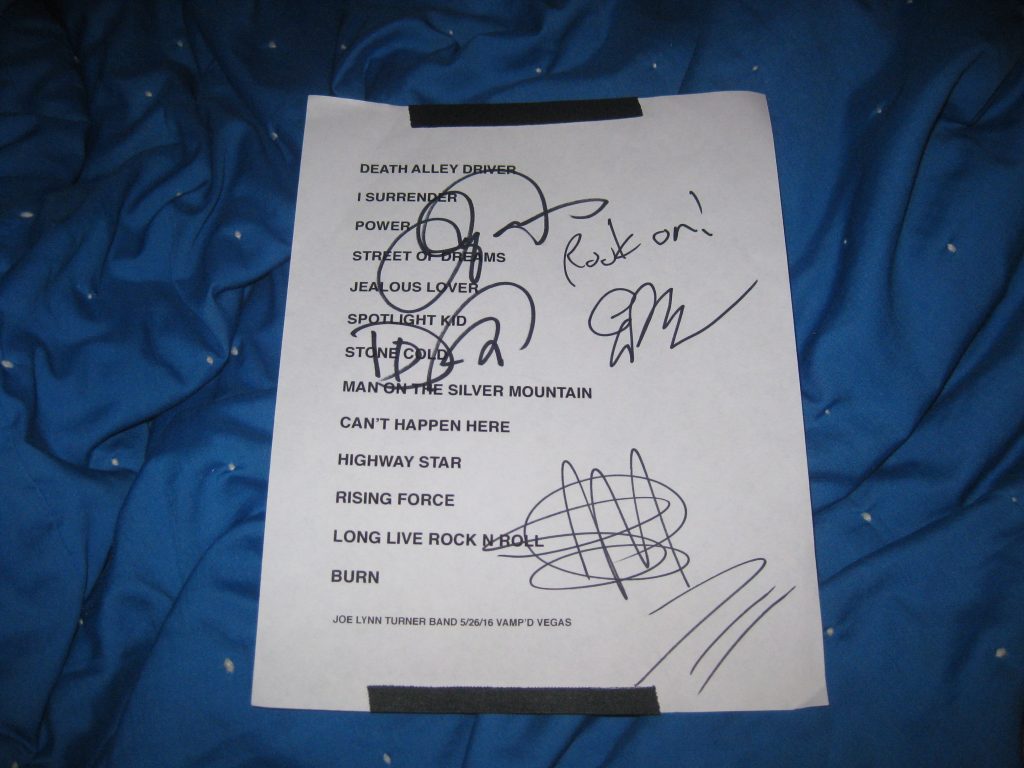 DEATH ALLEY DRIVER
I SURRENDER
POWER
STREET OF DREAMS
Rock on!
JEALOUS LOVER
SPOTLIGHT KID
STONE COLD
MAN ON THE SILVER MOUNTAIN
CAN'T HAPPEN HERE
HIGHWAY STAR
RISING FORCE
LONG LIVE ROCK N ROLL
BURN
JOE LYNN TURNER BAND 5/26/16 VAMP'D VEGAS